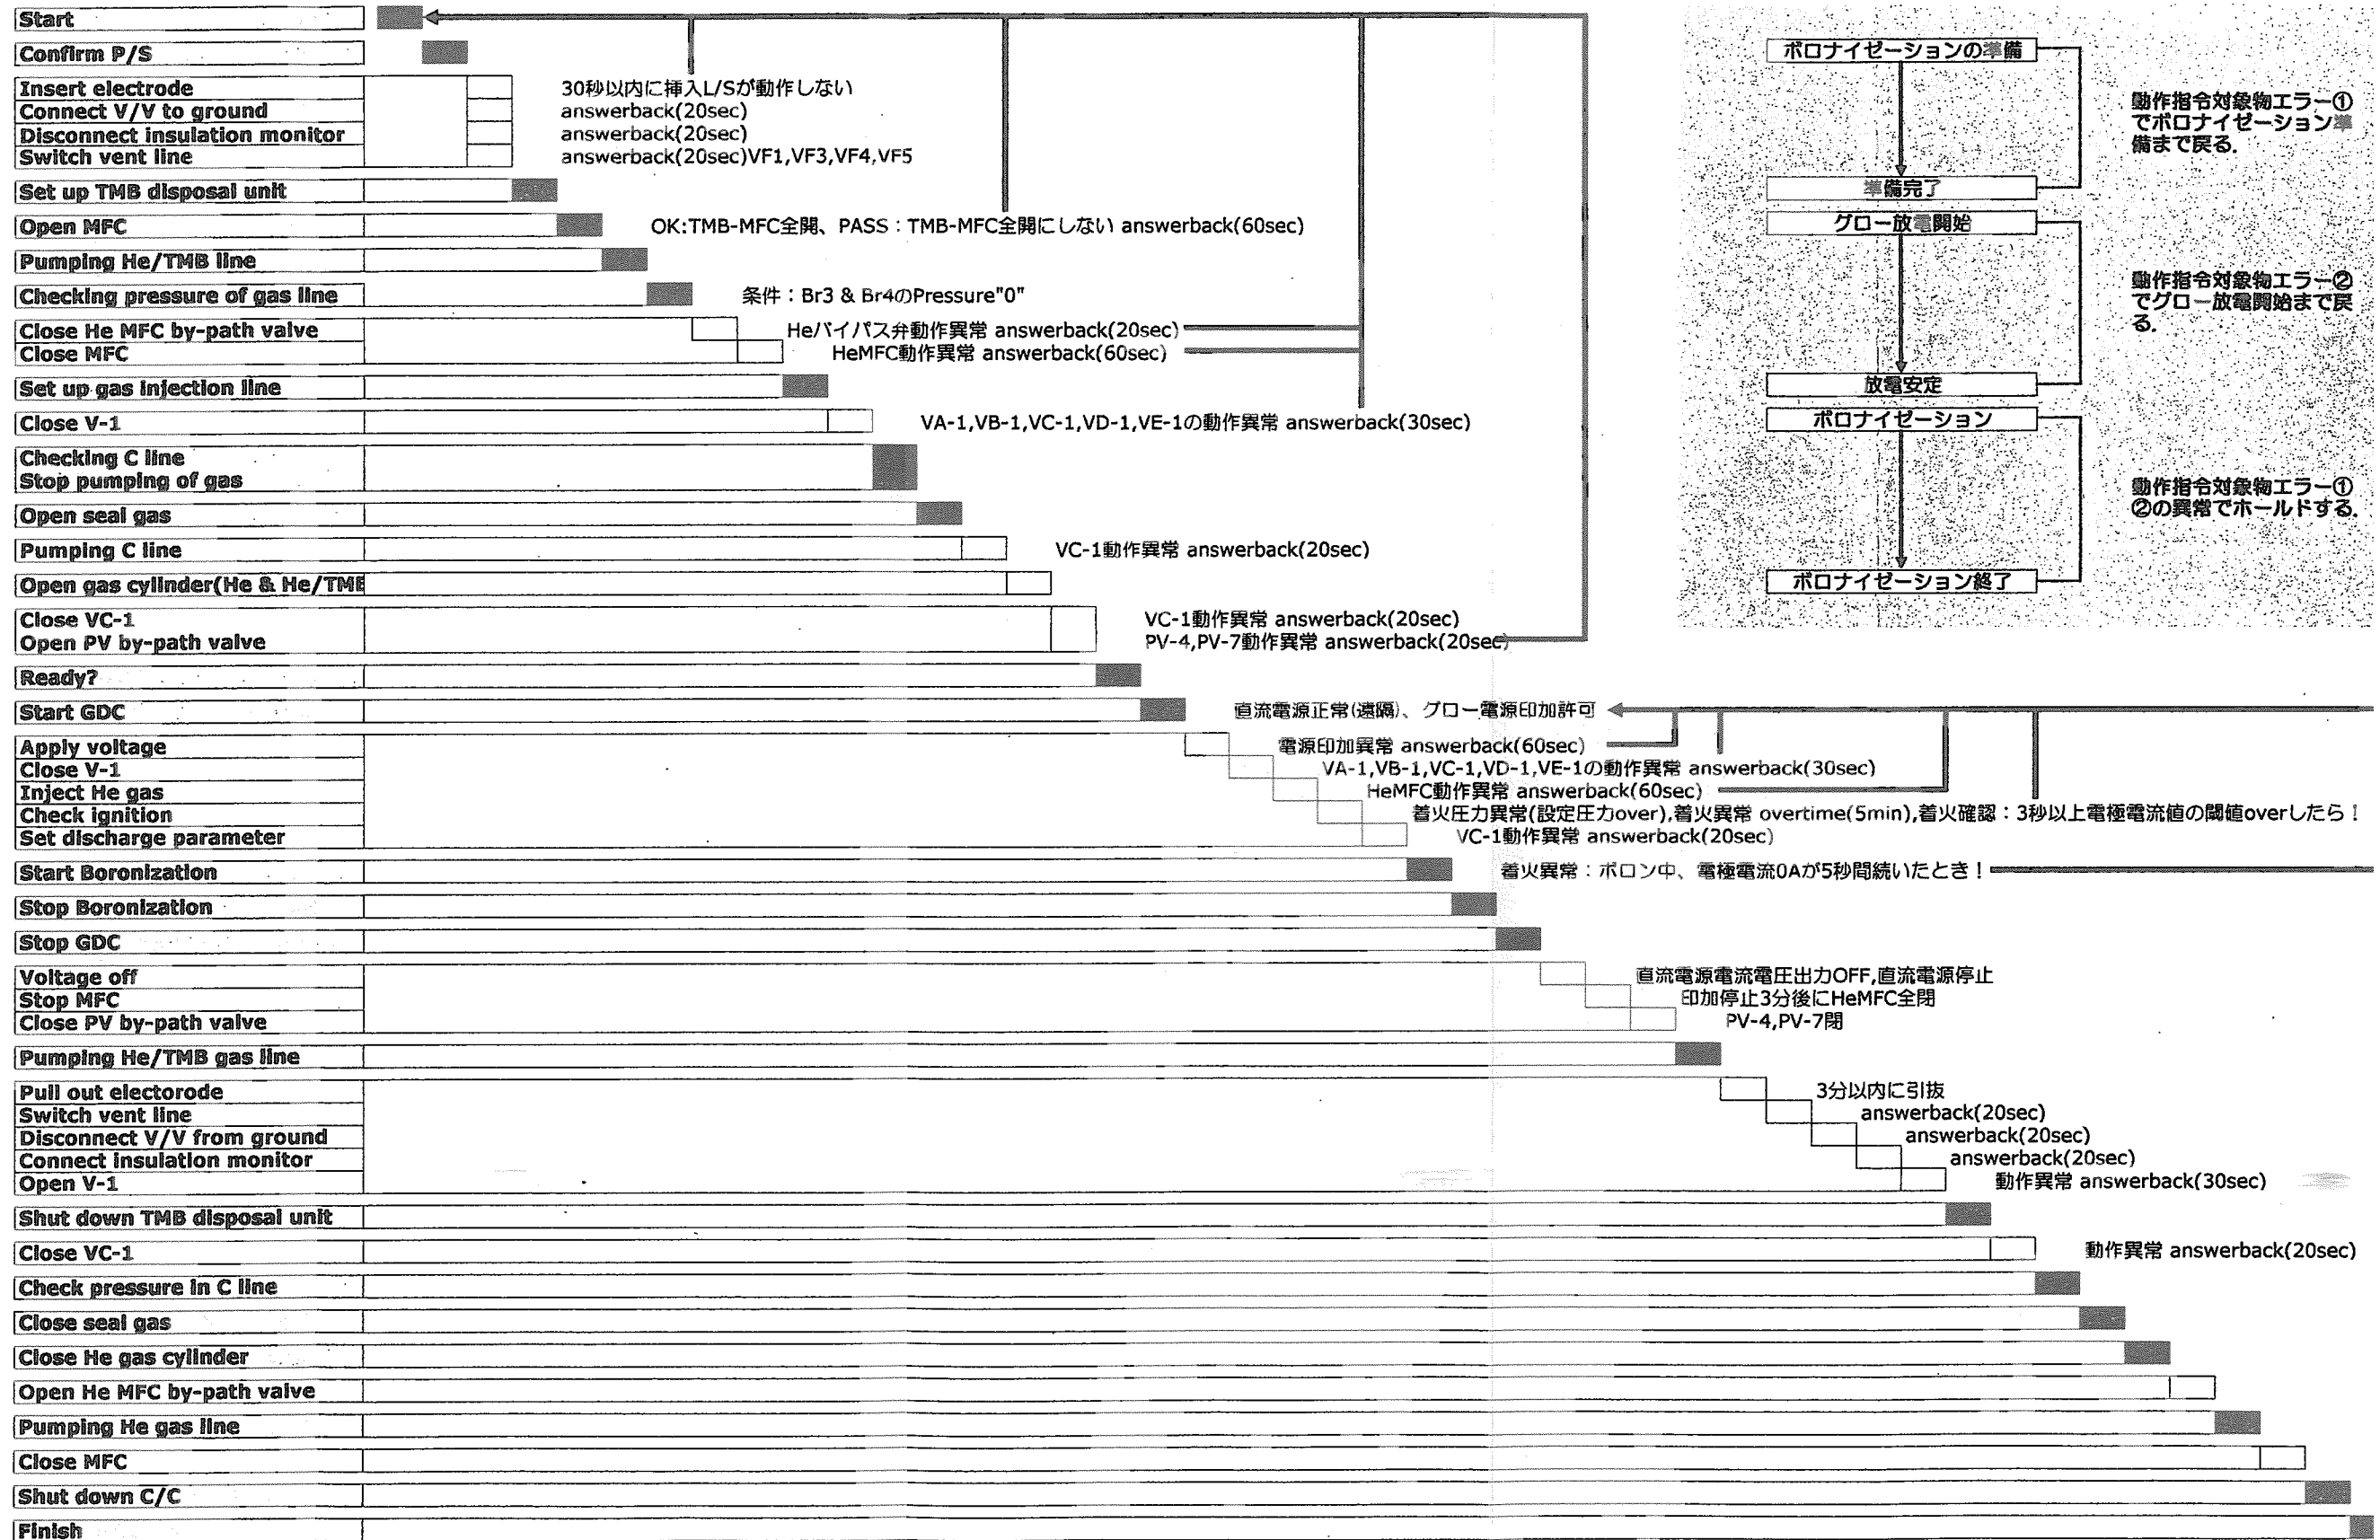 Start
Confirm P/S
Insert electrode
30秒以内に挿入L/Sが動作しない
Connect V/V to ground
answerback(20sec)
Disconnect insulation monitor
answerback(20sec)
Switch vent line
answerback(20sec)VF1,VF3,VF4,VF5
Set up TMB disposal unit
Open MFC
OK:TMB-MFC全開、PASS：TMB-MFC全開にしない answerback(60sec)
Pumping He/TMB line
Checking pressure of gas line
条件：Br3 & Br4のPressure"0"
Close He MFC by-path valve
Heバイパス弁動作異常 answerback(20sec)
Close MFC
HeMFC動作異常 answerback(60sec)
Set up gas injection line
Close V-1
VA-1,VB-1,VC-1,VD-1,VE-1の動作異常 answerback(30sec)
Checking C line
Stop pumping of gas
Open seal gas
Pumping C line
VC-1動作異常 answerback(20sec)
Open gas cylinder(He & He/TMB
Close VC-1
VC-1動作異常 answerback(20sec)
Open PV by-path valve
PV-4,PV-7動作異常 answerback(20sec)
Ready?
Start GDC
直流電源正常(遠隔)、グロー電源印加許可
Apply voltage
電源印加異常 answerback(60sec)
Close V-1
VA-1,VB-1,VC-1,VD-1,VE-1の動作異常 answerback(30sec)
Inject He gas
HeMFC動作異常 answerback(60sec)
Check ignition
着火圧力異常(設定圧力over),着火異常 overtime(5min),着火確認：3秒以上電極電流値の閾値overしたら！
Set discharge parameter
VC-1動作異常 answerback(20sec)
Start Boronization
着火異常：ボロン中、電極電流0Aが5秒間続いたとき！
Stop Boronization
Stop GDC
Voltage off
直流電源電流電圧出力OFF,直流電源停止
Stop MFC
印加停止3分後にHeMFC全閉
Close PV by-path valve
PV-4,PV-7閉
Pumping He/TMB gas line
Pull out electorode
3分以内に引抜
Switch vent line
answerback(20sec)
Disconnect V/V from ground
answerback(20sec)
Connect insulation monitor
answerback(20sec)
Open V-1
動作異常 answerback(30sec)
Shut down TMB disposal unit
Close VC-1
動作異常 answerback(20sec)
Check pressure in C line
Close seal gas
Close He gas cylinder
Open He MFC by-path valve
Pumping He gas line
Close MFC
Shut down C/C
Finish
ボロナイゼーションの準備
動作指令対象物エラー①
でボロナイゼーション準
備まで戻る.
準備完了
グロー放電開始
動作指令対象物エラー②
でグロー放電開始まで戻
る.
放電安定
ボロナイゼーション
動作指令対象物エラー①
②の異常でホールドする.
ボロナイゼーション終了